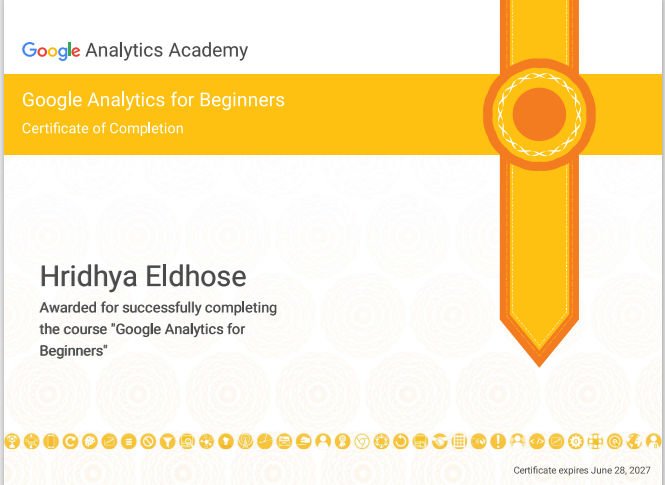 Google Analytics Academy
Google Analytics for Beginners
Certificate of Completion
Hridhya Eldhose
Awarded for successfully completing
the course "Google Analytics for
Beginners"
Certificate expires June 28, 2027